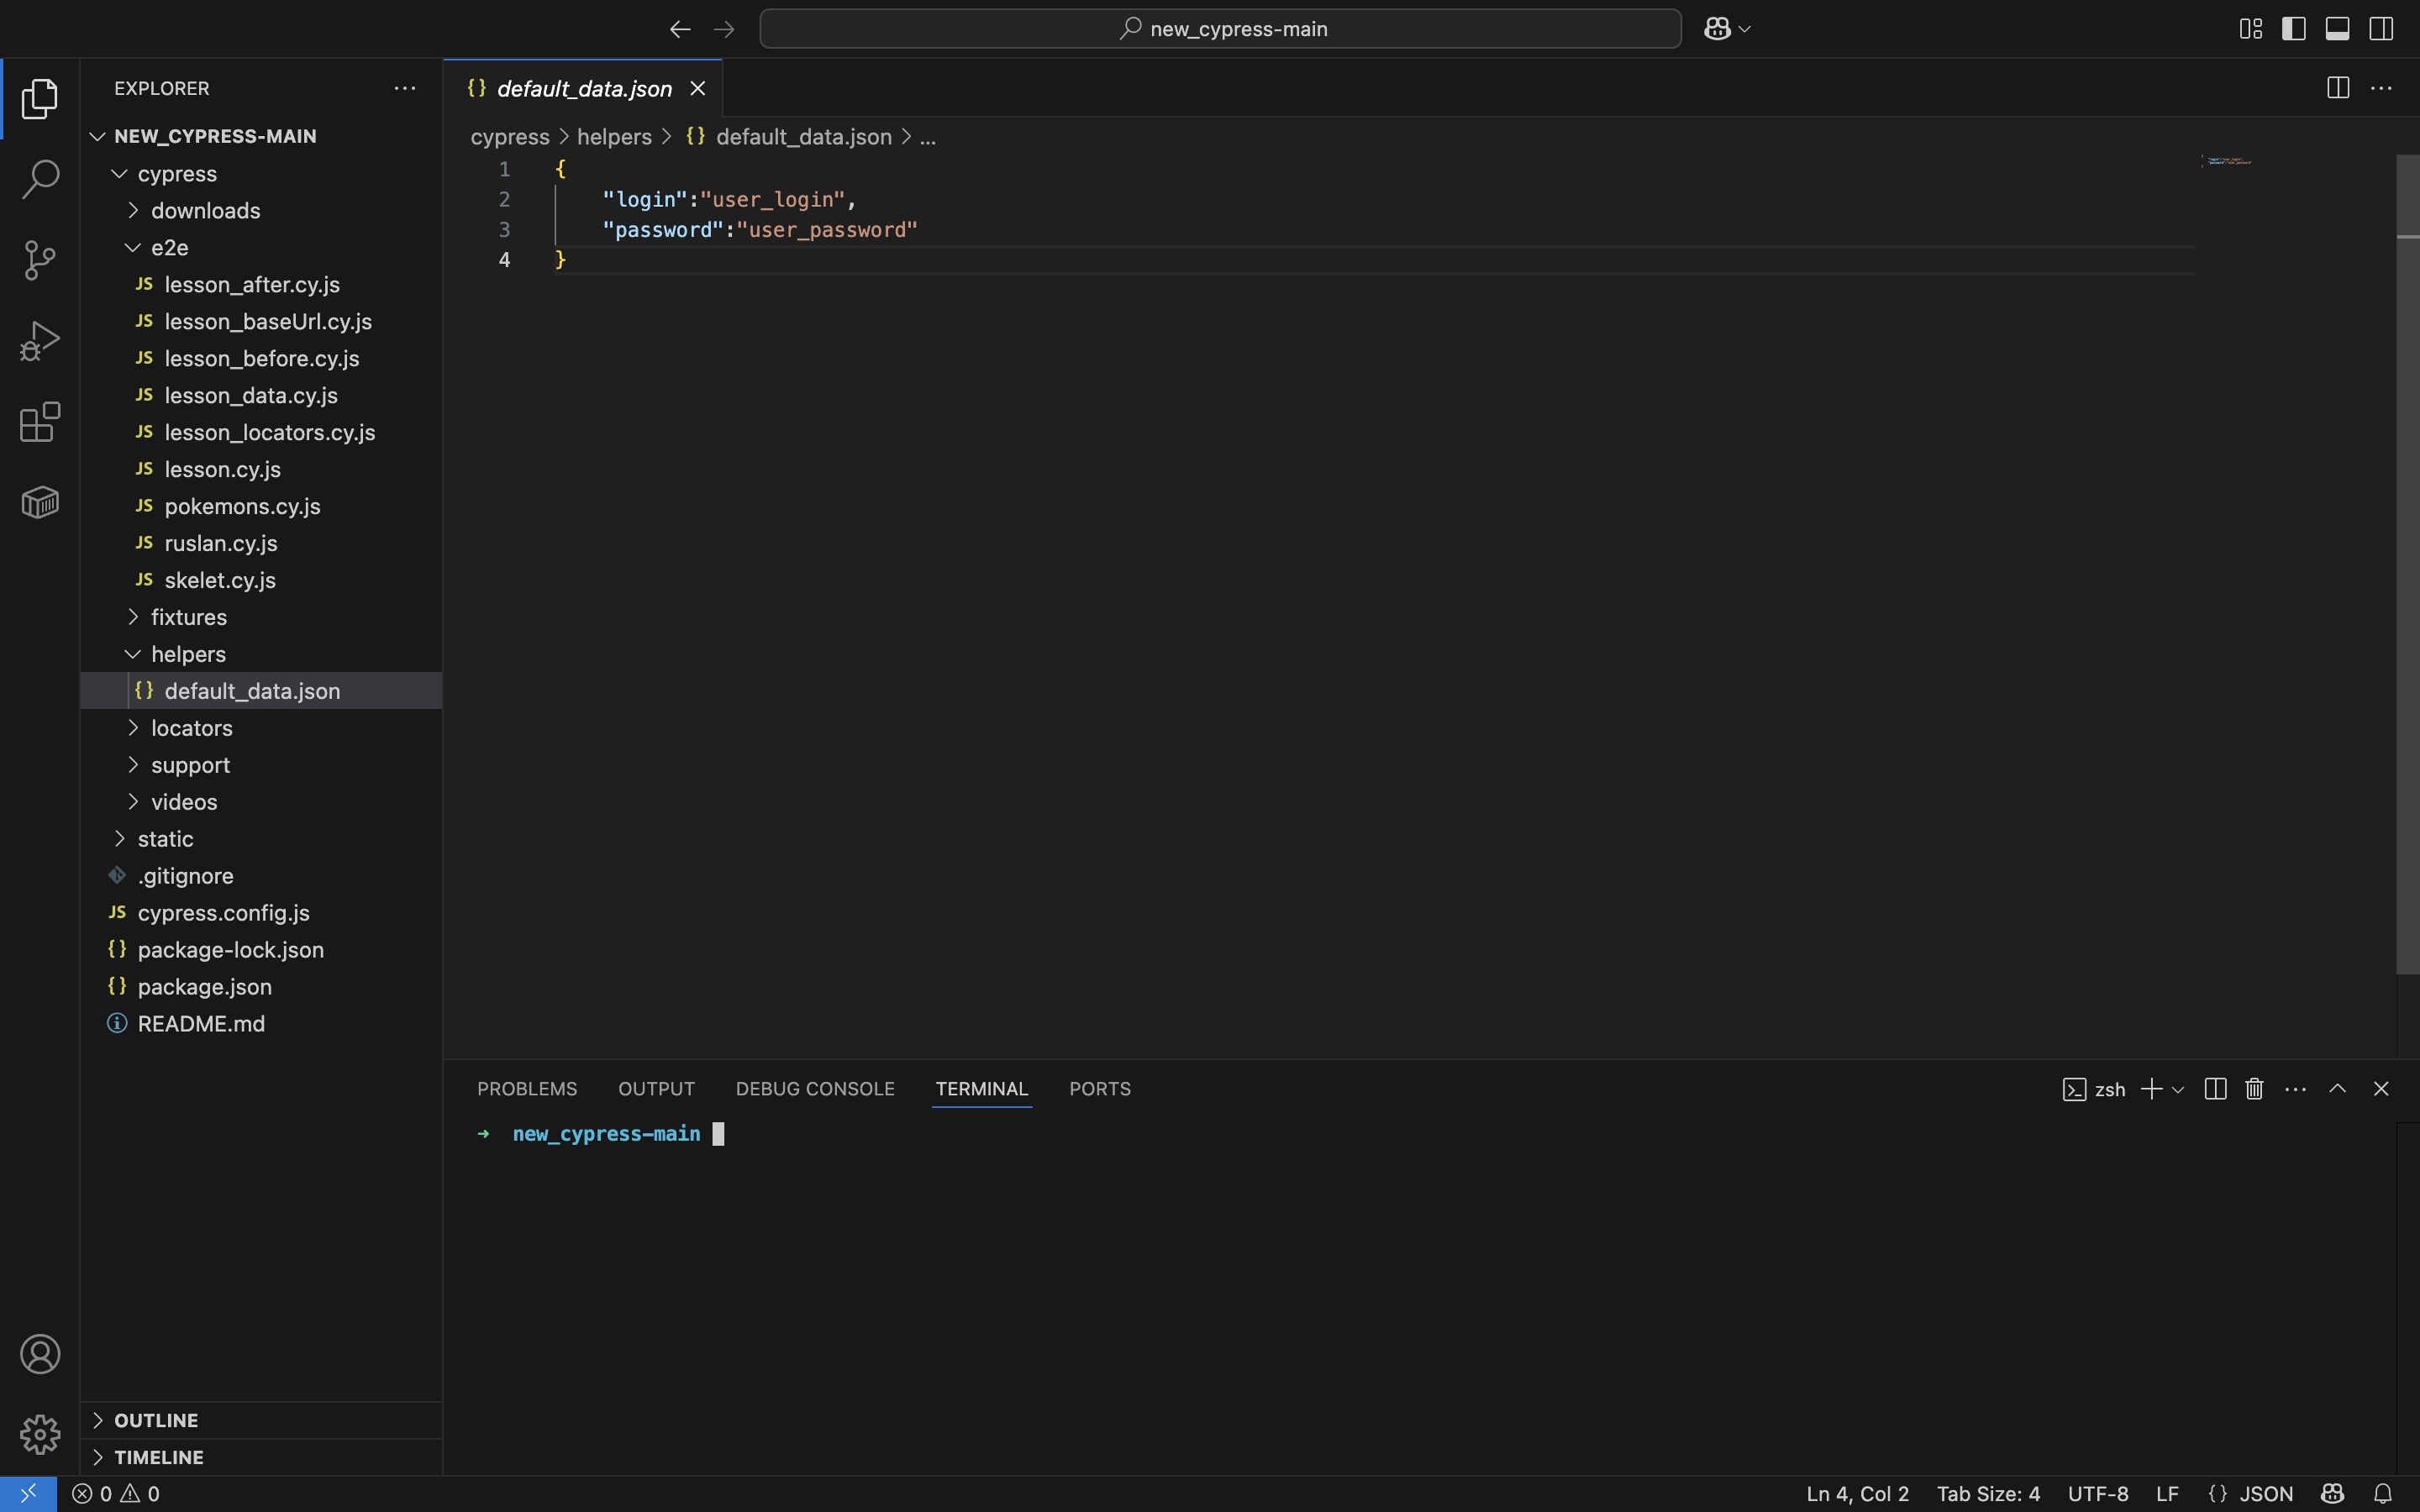 new_cypress-main
EXPLORER
NEW_CYPRESS-MAIN
cypress
downloads
e2e
JS lesson_after.cy.js
JS lesson_baseUrl.cy.js
JS lesson_before.cy.js
JS lesson_data.cy.js
JS lesson_locators.cy.js
JS lesson.cy.js
JS pokemons.cy.js
JS ruslan.cy.js
JS skelet.cy.js
fixtures
helpers
{} default_data.json
locators
support
videos
static
.gitignore
JS cypress.config.js
{} package-lock.json
{} package.json
README.md
OUTLINE
TIMELINE
{} default_data.json
cypress > helpers > {} default_data.json > ...
1 {
2 "login":"user_login",
3 "password":"user_password"
4 }
PROBLEMS OUTPUT DEBUG CONSOLE TERMINAL PORTS
zsh
→ new_cypress-main
0 0
Ln 4, Col 2 Tab Size: 4 UTF-8 LF {} JSON